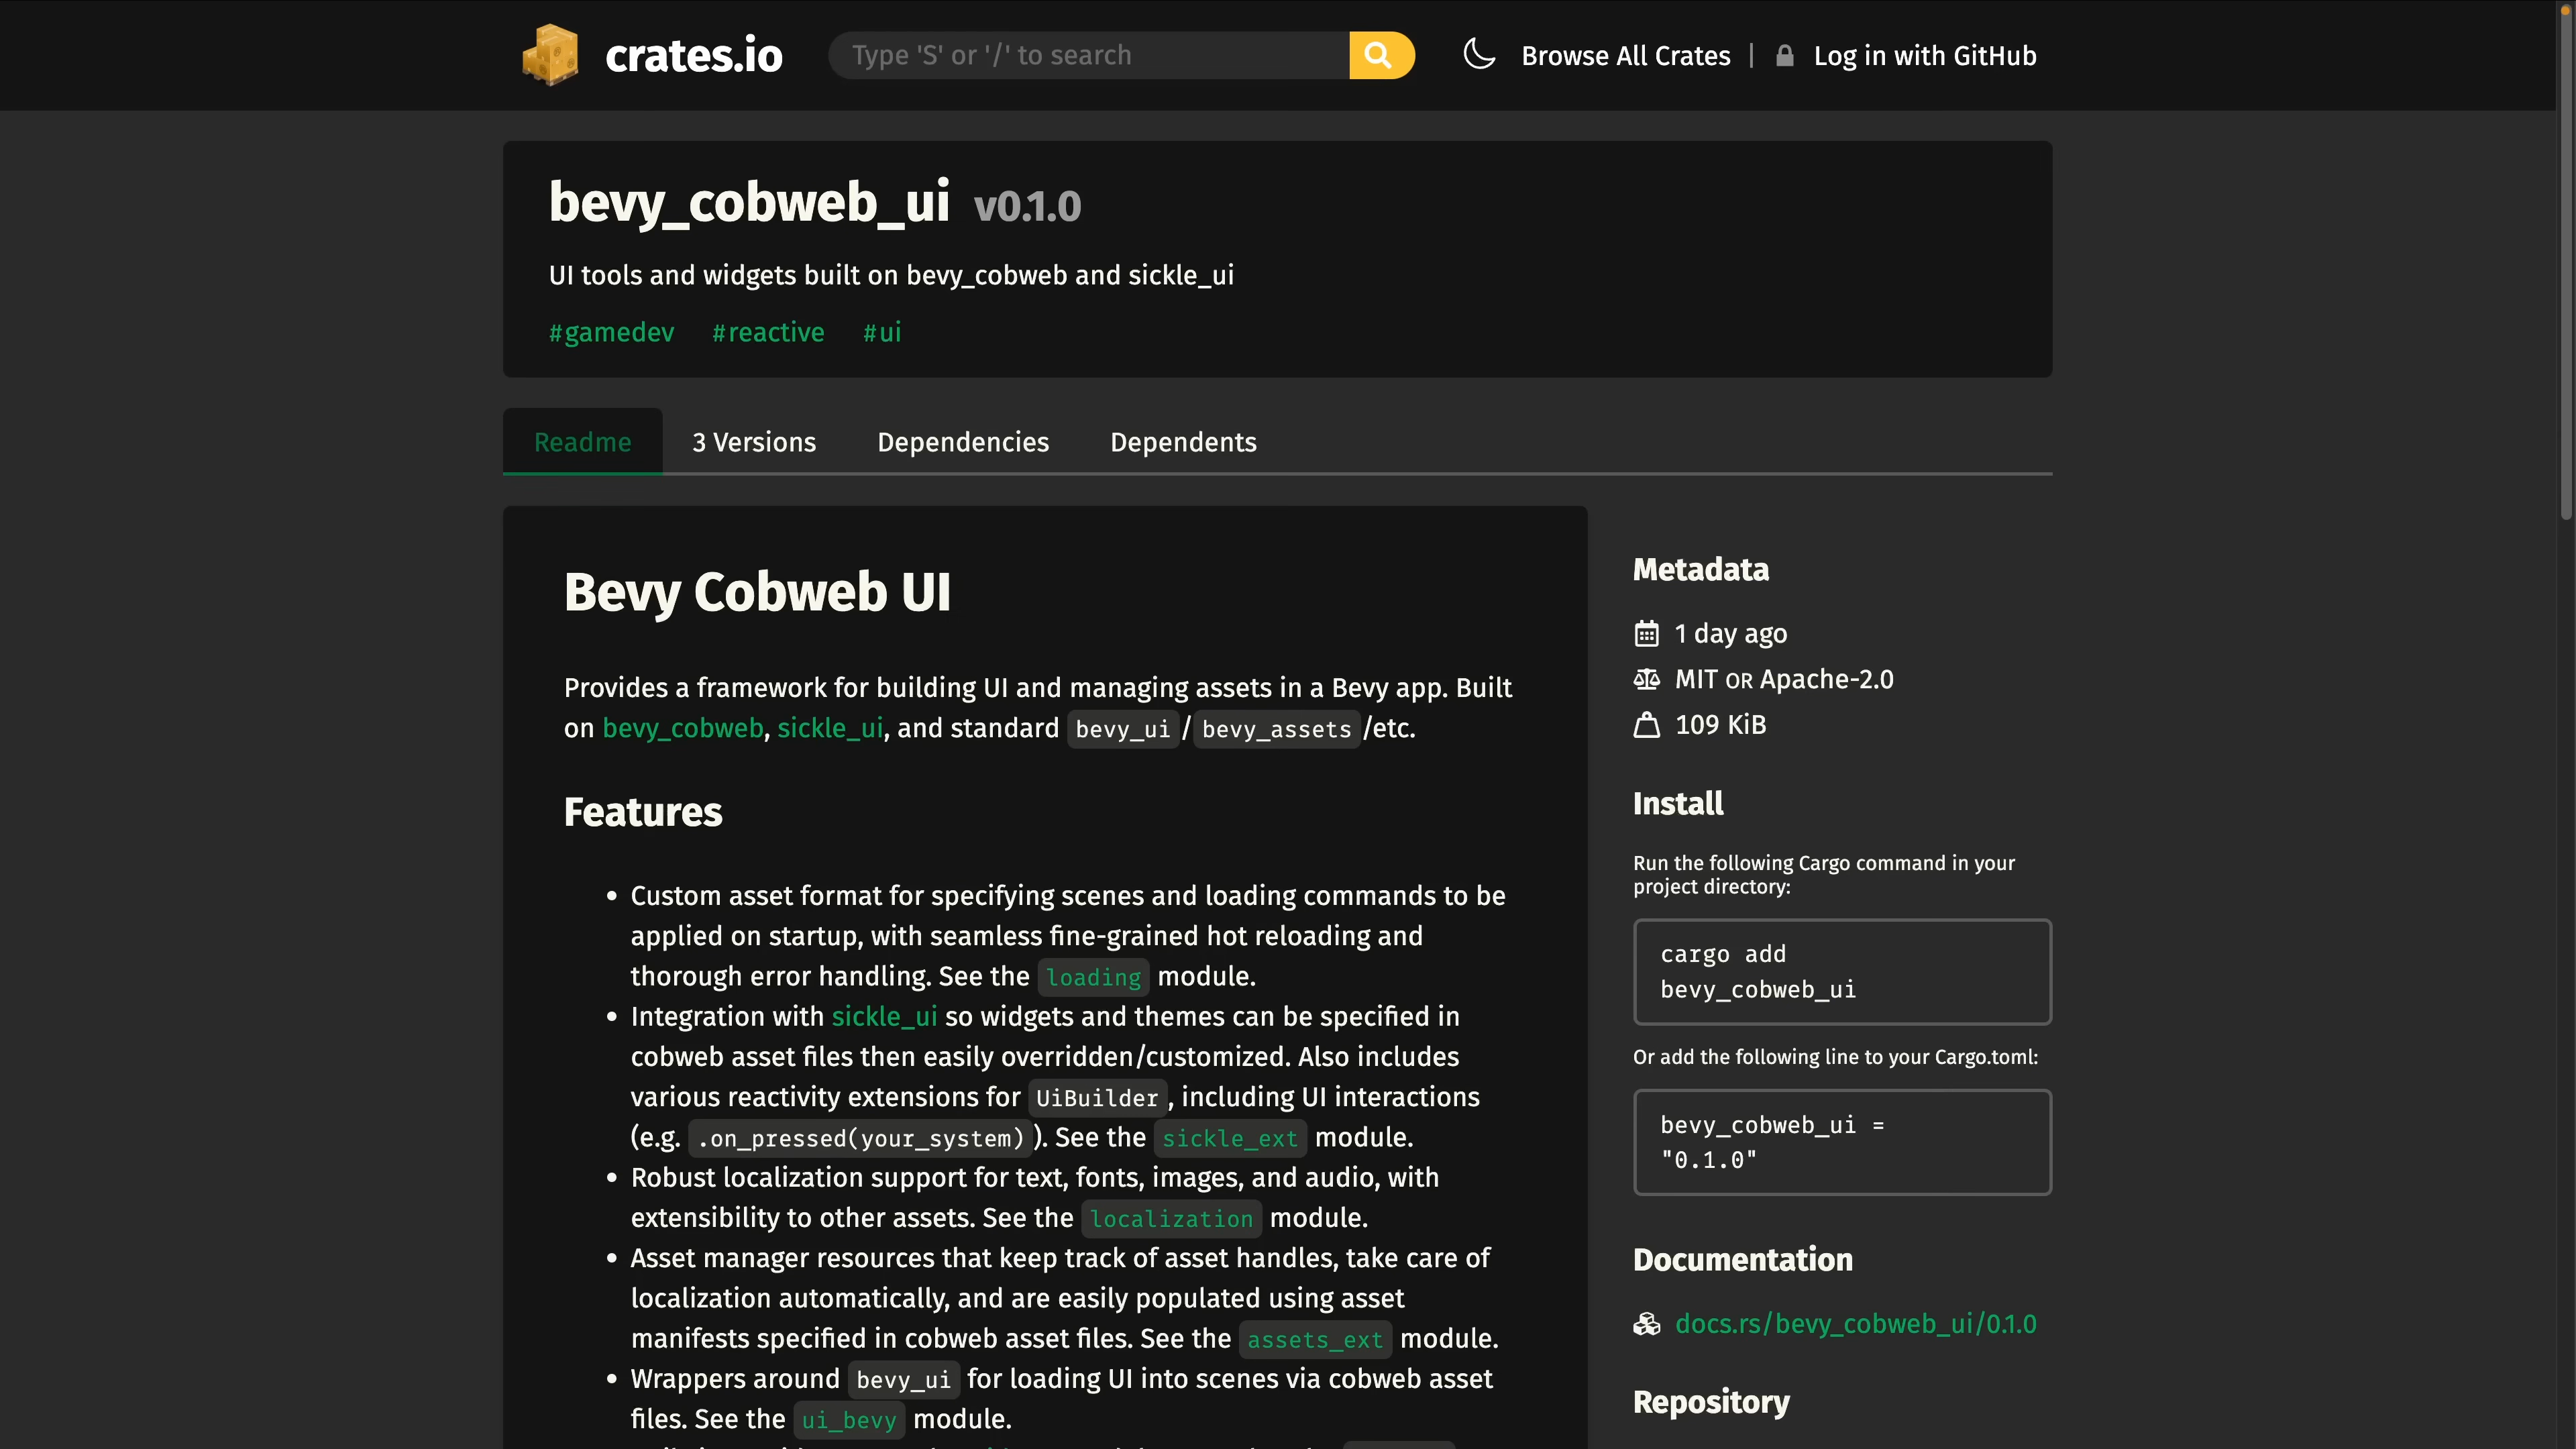 crates.io
Type 'S' or '/' to search
Browse All Crates | Log in with GitHub
bevy_cobweb_ui v0.1.0
UI tools and widgets built on bevy_cobweb and sickle_ui
#gamedev #reactive #ui
Readme 3 Versions Dependencies Dependents
Bevy Cobweb UI
Provides a framework for building UI and managing assets in a Bevy app. Built
on bevy_cobweb, sickle_ui, and standard bevy_ui/bevy_assets/etc.
Features
• Custom asset format for specifying scenes and loading commands to be
applied on startup, with seamless fine-grained hot reloading and
thorough error handling. See the loading module.
• Integration with sickle_ui so widgets and themes can be specified in
cobweb asset files then easily overridden/customized. Also includes
various reactivity extensions for UiBuilder, including UI interactions
(e.g. .on_pressed(your_system)). See the sickle_ext module.
• Robust localization support for text, fonts, images, and audio, with
extensibility to other assets. See the localization module.
• Asset manager resources that keep track of asset handles, take care of
localization automatically, and are easily populated using asset
manifests specified in cobweb asset files. See the assets_ext module.
• Wrappers around bevy_ui for loading UI into scenes via cobweb asset
files. See the ui_bevy module.
Metadata
1 day ago
MIT OR Apache-2.0
109 KiB
Install
Run the following Cargo command in your
project directory:
cargo add
bevy_cobweb_ui
Or add the following line to your Cargo.toml:
bevy_cobweb_ui =
"0.1.0"
Documentation
docs.rs/bevy_cobweb_ui/0.1.0
Repository